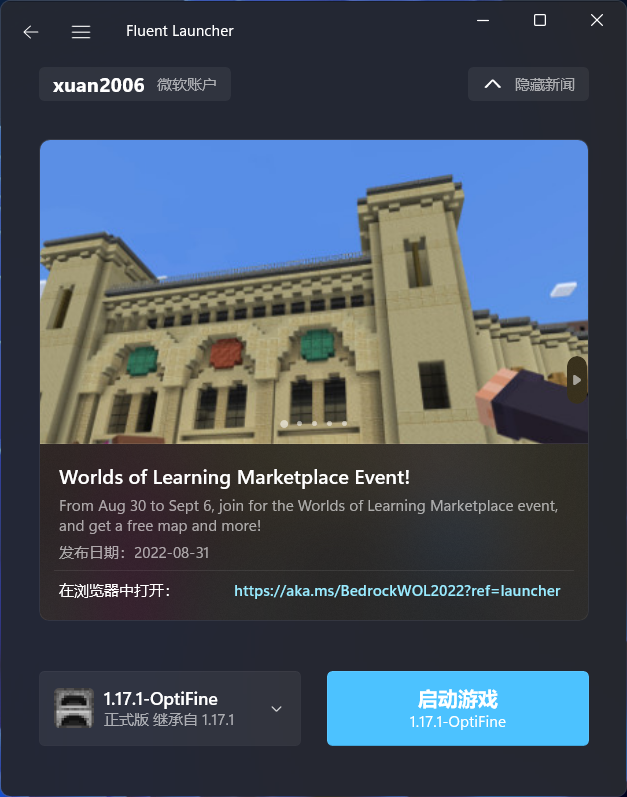 Fluent Launcher
xuan2006 微软账户
隐藏新闻
Worlds of Learning Marketplace Event!
From Aug 30 to Sept 6, join for the Worlds of Learning Marketplace event,
and get a free map and more!
发布日期：2022-08-31
在浏览器中打开： https://aka.ms/BedrockWOL2022?ref=launcher
1.17.1-OptiFine
正式版 继承自 1.17.1
启动游戏
1.17.1-OptiFine